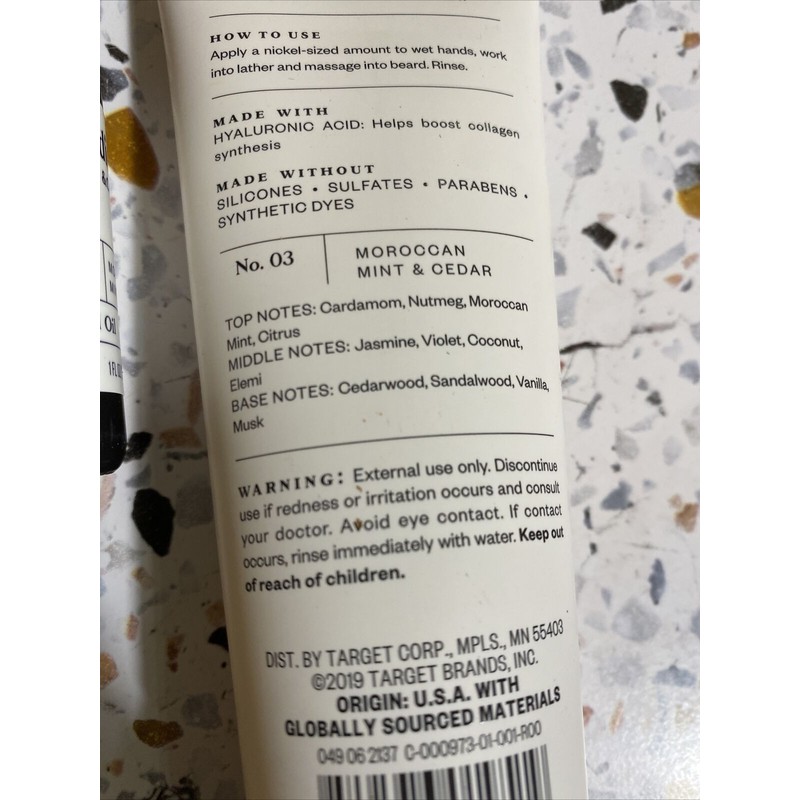 HOW TO USE
Apply a nickel-sized amount to wet hands, work
into lather and massage into beard. Rinse.
MADE WITH
HYALURONIC ACID: Helps boost collagen
synthesis
MADE WITHOUT
SILICONES • SULFATES • PARABENS •
SYNTHETIC DYES
No. 03
MOROCCAN
MINT & CEDAR
TOP NOTES: Cardamom, Nutmeg, Moroccan
Mint, Citrus
MIDDLE NOTES: Jasmine, Violet, Coconut,
Elemi
BASE NOTES: Cedarwood, Sandalwood, Vanilla,
Musk
WARNING: External use only. Discontinue
use if redness or irritation occurs and consult
your doctor. Avoid eye contact. If contact
occurs, rinse immediately with water. Keep out
of reach of children.
DIST. BY TARGET CORP., MPLS., MN 55403
©2019 TARGET BRANDS, INC.
ORIGIN: U.S.A. WITH
GLOBALLY SOURCED MATERIALS
049 06 2137 C-000973-01-001-R00
Oil